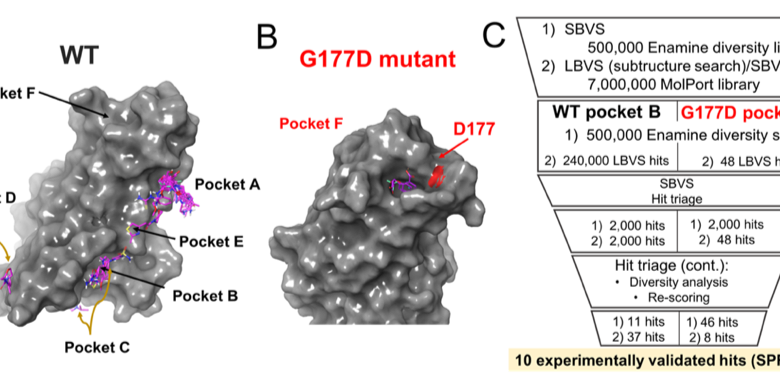 WT
ket F
Pocket A
t D
Pocket E
Pocket B
Pocket C
B
G177D mutant
Pocket F
D177
C
1) SBVS
500,000 Enamine diversity li
2) LBVS (subtructure search)/SBV
7,000,000 MolPort library
WT pocket B G177D pock
1) 500,000 Enamine diversity s
2) 240,000 LBVS hits 2) 48 LBVS h
SBVS
Hit triage
1) 2,000 hits 1) 2,000 hits
2) 2,000 hits 2) 48 hits
Hit triage (cont.):
• Diversity analysis
• Re-scoring
1) 11 hits 1) 46 hits
2) 37 hits 2) 8 hits
10 experimentally validated hits (SPF